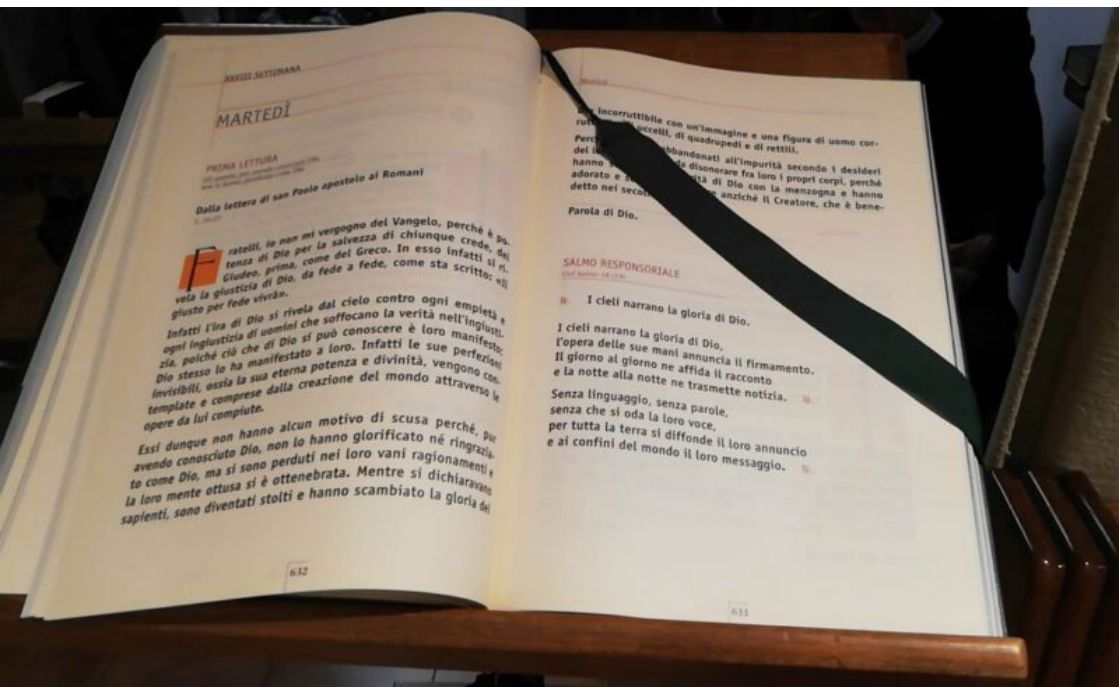 XXVIII SETTIMANA
MARTEDÌ
PRIMA LETTURA
Dalla lettera di san Paolo apostolo ai Romani
Fratelli, io non mi vergogno del Vangelo, perché è po-
tenza di Dio per la salvezza di chiunque crede, del
Giudeo, prima, come del Greco. In esso infatti si ri-
vela la giustizia di Dio, da fede a fede, come sta scritto: «Il
giusto per fede vivrà».
Infatti l'ira di Dio si rivela dal cielo contro ogni empietà e
ogni ingiustizia di uomini che soffocano la verità nell'ingiusti-
zia, poiché ciò che di Dio si può conoscere è loro manifesto;
Dio stesso lo ha manifestato a loro. Infatti le sue perfezioni
invisibili, ossia la sua eterna potenza e divinità, vengono con-
template e comprese dalla creazione del mondo attraverso le
opere da lui compiute.
Essi dunque non hanno alcun motivo di scusa perché, pur
avendo conosciuto Dio, non lo hanno glorificato né ringrazia-
to come Dio, ma si sono perduti nei loro vani ragionamenti e
la loro mente ottusa si è ottenebrata. Mentre si dichiaravano
sapienti, sono diventati stolti e hanno scambiato la gloria del
632
incorruttibile con un'immagine e una figura di uomo cor-
uccelli, di quadrupedi e di rettili.
abbandonati all'impurità secondo i desideri
del
hanno da disonorare fra loro i propri corpi, perché
adorato e di Dio con la menzogna e hanno
anziché il Creatore, che è bene-
detto nei
Parola di Dio.
SALMO RESPONSORIALE
Dal Salmo 18 (19)
R. I cieli narrano la gloria di Dio.
I cieli narrano la gloria di Dio,
l'opera delle sue mani annuncia il firmamento.
Il giorno al giorno ne affida il racconto
e la notte alla notte ne trasmette notizia. R.
Senza linguaggio, senza parole,
senza che si oda la loro voce,
per tutta la terra si diffonde il loro annuncio
e ai confini del mondo il loro messaggio. R.
633